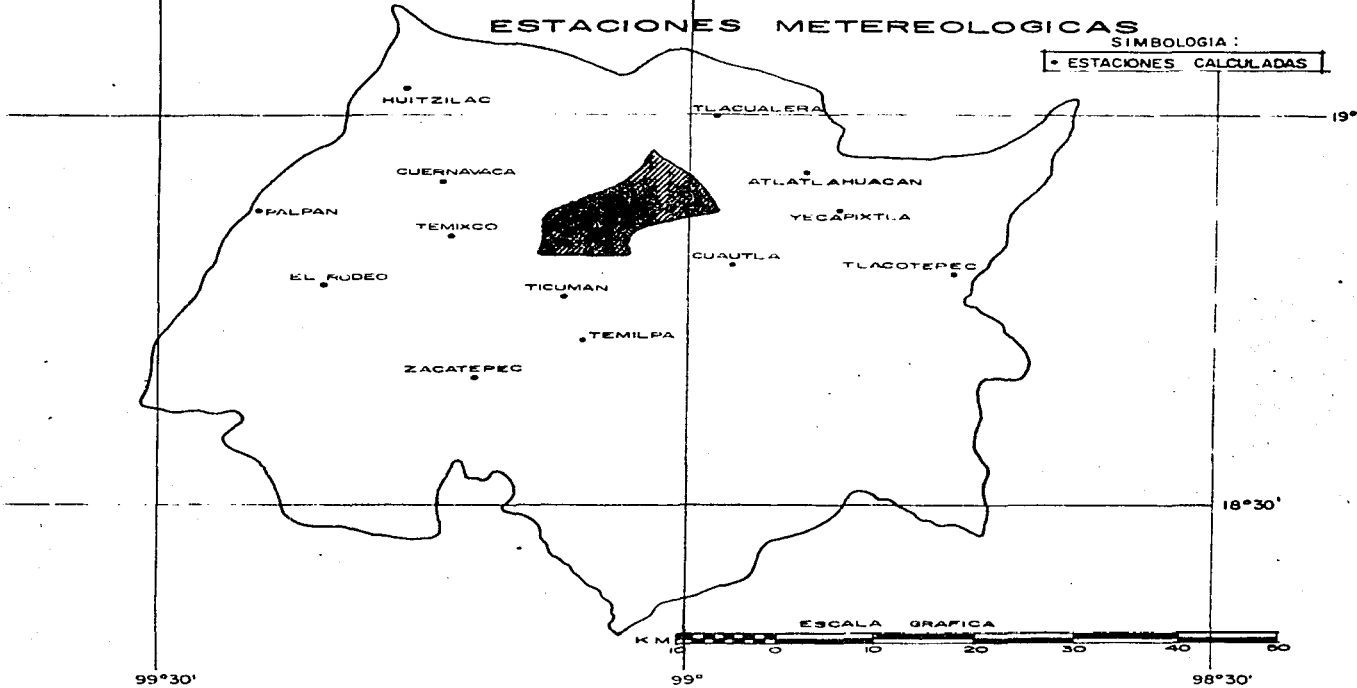 ESTACIONES METEREOLOGICAS
SIMBOLOGIA :
• ESTACIONES CALCULADAS
HUITZILAC
TLACUALERA
19°
CUERNAVACA
ATLATLAHUACAN
PALPAN
YECAPIXTLA
TEMIXCO
CUAUTLA
TLACOTEPEC
EL RODEO
TICUMAN
TEMILPA
ZACATEPEC
18°30'
ESCALA GRAFICA
KM
10 0 10 20 30 40 50
99°30' 99° 98°30'